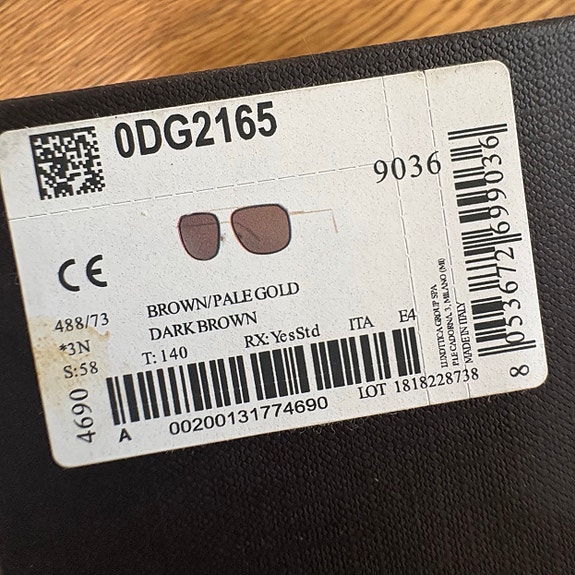 0DG2165
9036
CE
488/73
*3N
S:58
BROWN/PALE GOLD
DARK BROWN
T: 140
RX: YesStd
ITA
E4
4690
A
00200131774690
LOT 1818228738
LUXOTTICA GROUP SPA
P.LE CADORNA 3, MILANO (MI)
MADE IN ITALY
8 053672 699036